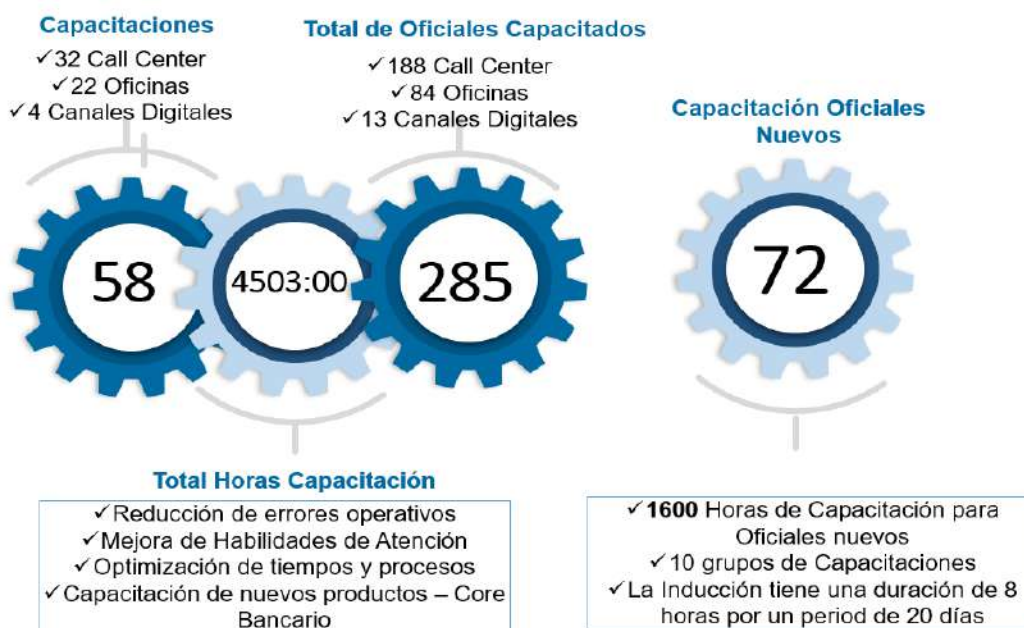 Capacitaciones
✓32 Call Center
✓22 Oficinas
✓4 Canales Digitales
Total de Oficiales Capacitados
✓188 Call Center
✓84 Oficinas
✓13 Canales Digitales
Capacitación Oficiales
Nuevos
58
4503:00
285
72
Total Horas Capacitación
✓Reducción de errores operativos
✓Mejora de Habilidades de Atención
✓Optimización de tiempos y procesos
✓Capacitación de nuevos productos – Core
Bancario
✓1600 Horas de Capacitación para
Oficiales nuevos
✓10 grupos de Capacitaciones
✓La Inducción tiene una duración de 8
horas por un period de 20 días